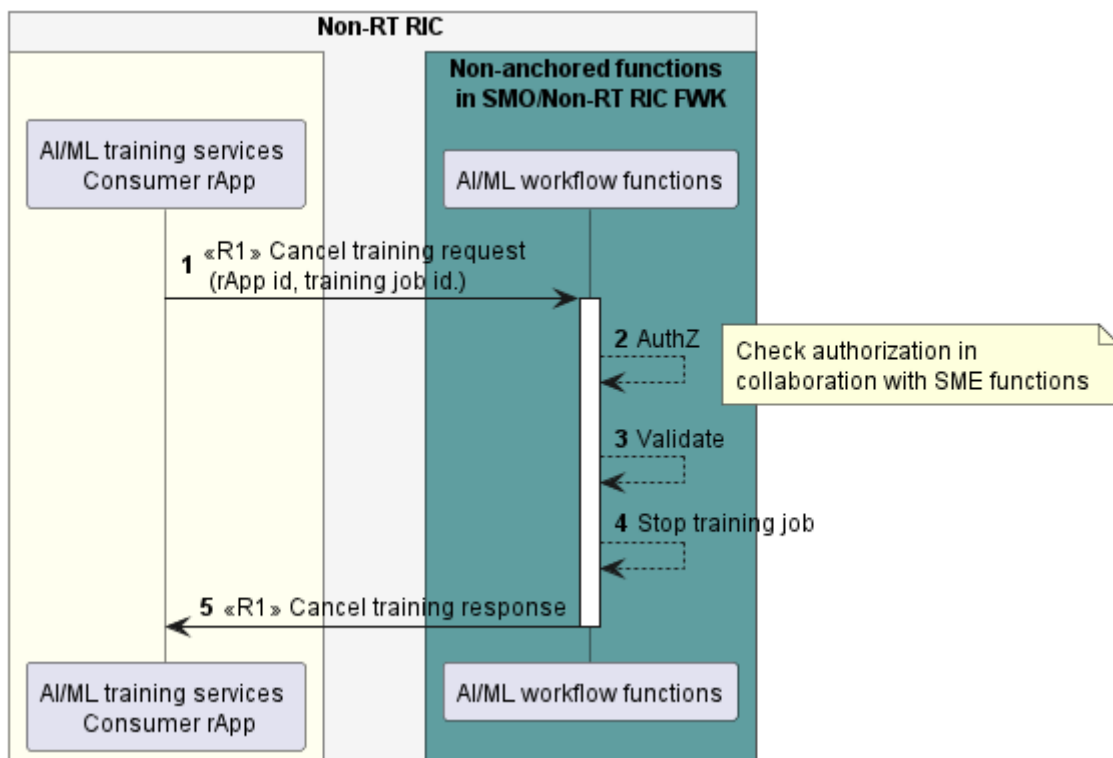 Non-RT RIC
Non-anchored functions
in SMO/Non-RT RIC FWK
AI/ML training services
Consumer rApp
AI/ML workflow functions
1 «R1» Cancel training request
(rApp id, training job id.)
2 AuthZ
Check authorization in
collaboration with SME functions
3 Validate
4 Stop training job
5 «R1» Cancel training response
AI/ML training services
Consumer rApp
AI/ML workflow functions